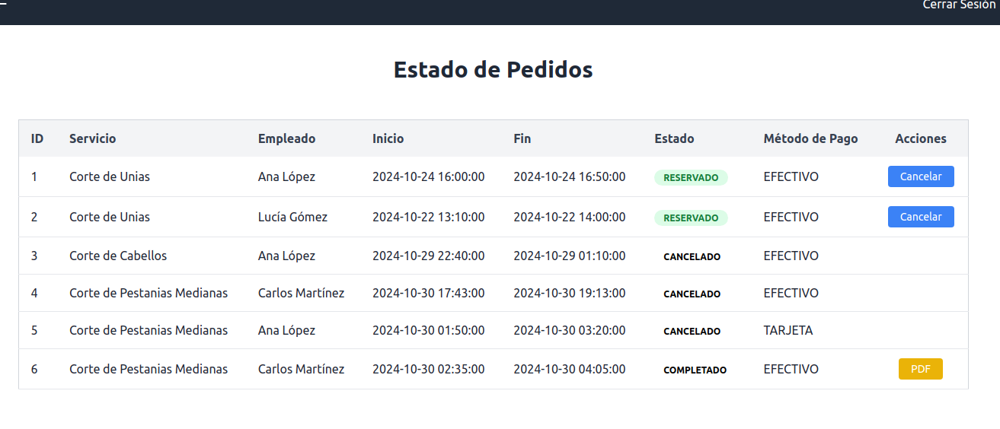 Cerrar Sesión
Estado de Pedidos
ID Servicio Empleado Inicio Fin Estado Método de Pago Acciones
1 Corte de Unias Ana López 2024-10-24 16:00:00 2024-10-24 16:50:00 RESERVADO EFECTIVO Cancelar
2 Corte de Unias Lucía Gómez 2024-10-22 13:10:00 2024-10-22 14:00:00 RESERVADO EFECTIVO Cancelar
3 Corte de Cabellos Ana López 2024-10-29 22:40:00 2024-10-29 01:10:00 CANCELADO EFECTIVO
4 Corte de Pestanias Medianas Carlos Martínez 2024-10-30 17:43:00 2024-10-30 19:13:00 CANCELADO EFECTIVO
5 Corte de Pestanias Medianas Ana López 2024-10-30 01:50:00 2024-10-30 03:20:00 CANCELADO TARJETA
6 Corte de Pestanias Medianas Carlos Martínez 2024-10-30 02:35:00 2024-10-30 04:05:00 COMPLETADO EFECTIVO PDF